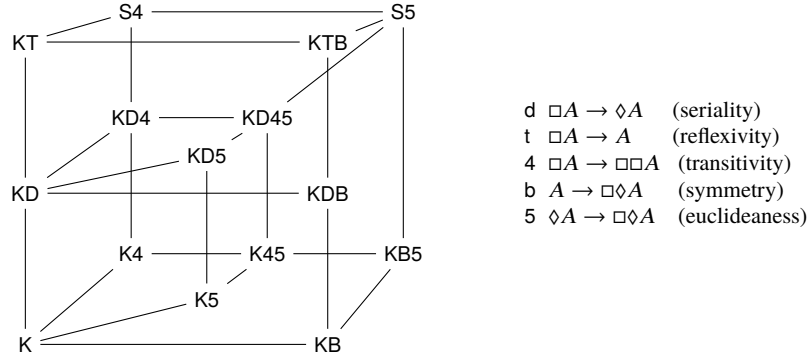 S4 S5
KT KTB
KD4 KD45
KD5
KD KDB
K4 K45 KB5
K5
K KB
d □A → ◊A (seriality)
t □A → A (reflexivity)
4 □A → □□A (transitivity)
b A → □◊A (symmetry)
5 ◊A → □◊A (euclideaness)